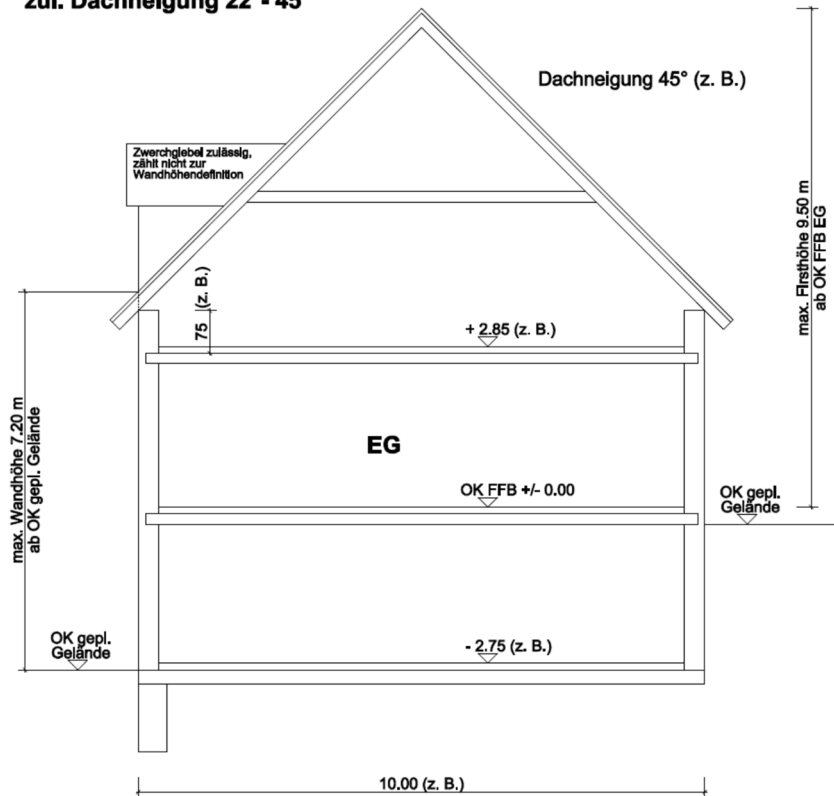 zul. Dachneigung 22° - 45°
Dachneigung 45° (z. B.)
Zwerchgiebel zulässig,
zählt nicht zur
Wandhöhendefinition
max. Firsthöhe 9.50 m
ab OK FFB EG
75 (z. B.)
+ 2.85 (z. B.)
max. Wandhöhe 7.20 m
ab OK gepl. Gelände
EG
OK FFB +/- 0.00
OK gepl.
Gelände
OK gepl.
Gelände
- 2.75 (z. B.)
10.00 (z. B.)